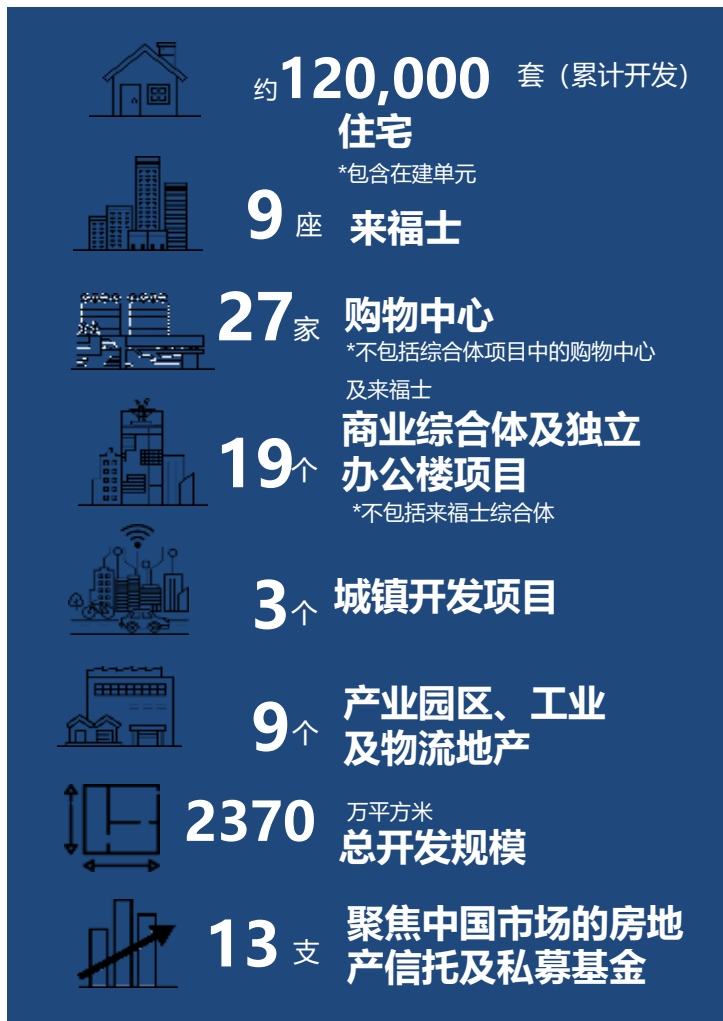 约120,000 套（累计开发）
住宅
*包含在建单元
9 座 来福士
27家 购物中心
*不包括综合体项目中的购物中心
及来福士
19个 商业综合体及独立
办公楼项目
*不包括来福士综合体
3个 城镇开发项目
9个 产业园区、工业
及物流地产
2370 万平方米
总开发规模
13 支 聚焦中国市场的房地
产信托及私募基金